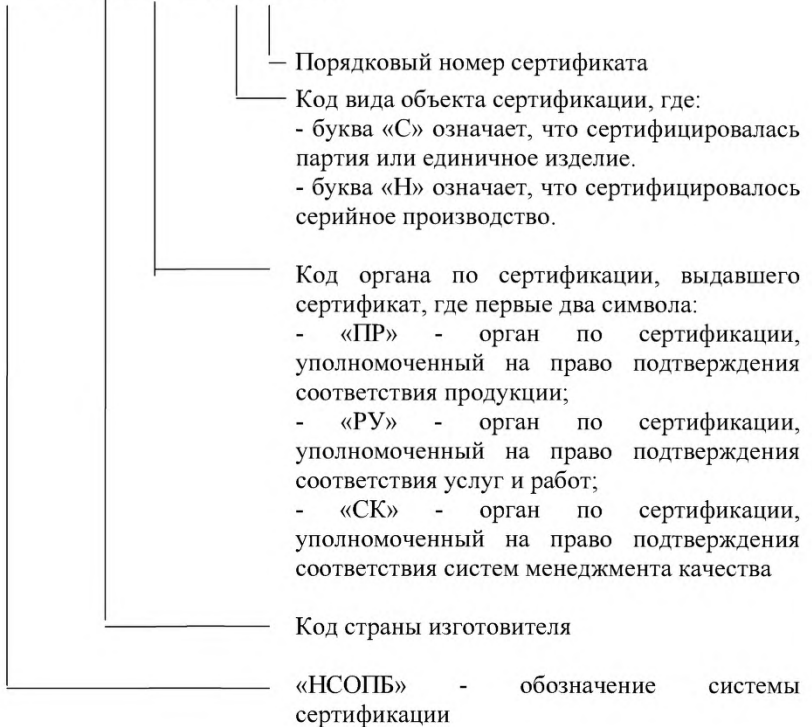 Порядковый номер сертификата
Код вида объекта сертификации, где:
- буква «С» означает, что сертифицировалась
партия или единичное изделие.
- буква «Н» означает, что сертифицировалось
серийное производство.
Код органа по сертификации, выдавшего
сертификат, где первые два символа:
- «ПР» - орган по сертификации,
уполномоченный на право подтверждения
соответствия продукции;
- «РУ» - орган по сертификации,
уполномоченный на право подтверждения
соответствия услуг и работ;
- «СК» - орган по сертификации,
уполномоченный на право подтверждения
соответствия систем менеджмента качества
Код страны изготовителя
«НСОПБ» - обозначение системы
сертификации